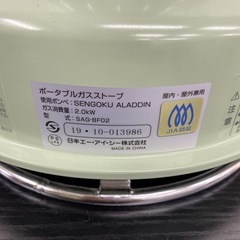 ポータブルガスストーブ
使用ボンベ：SENGOKU ALADDIN
ガス消費量：2.0kW
型　　式：SAG-BF02
屋内・屋外兼用
JIA認証
19・10-013986
日本エー・アイ・シー株式会社
MADE IN CHINA